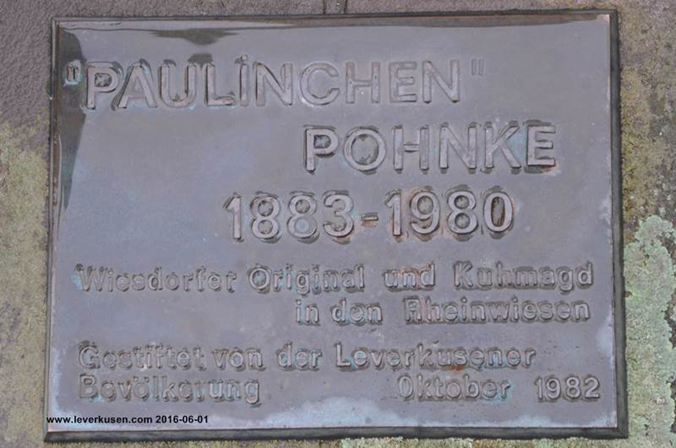 "PAULINCHEN"
POHNKE
1883-1980
Wiesdorfer Original und Kuhmagd
in den Rheinwiesen
Gestiftet von der Leverkusener
Bevölkerung Oktober 1982
www.leverkusen.com 2016-06-01